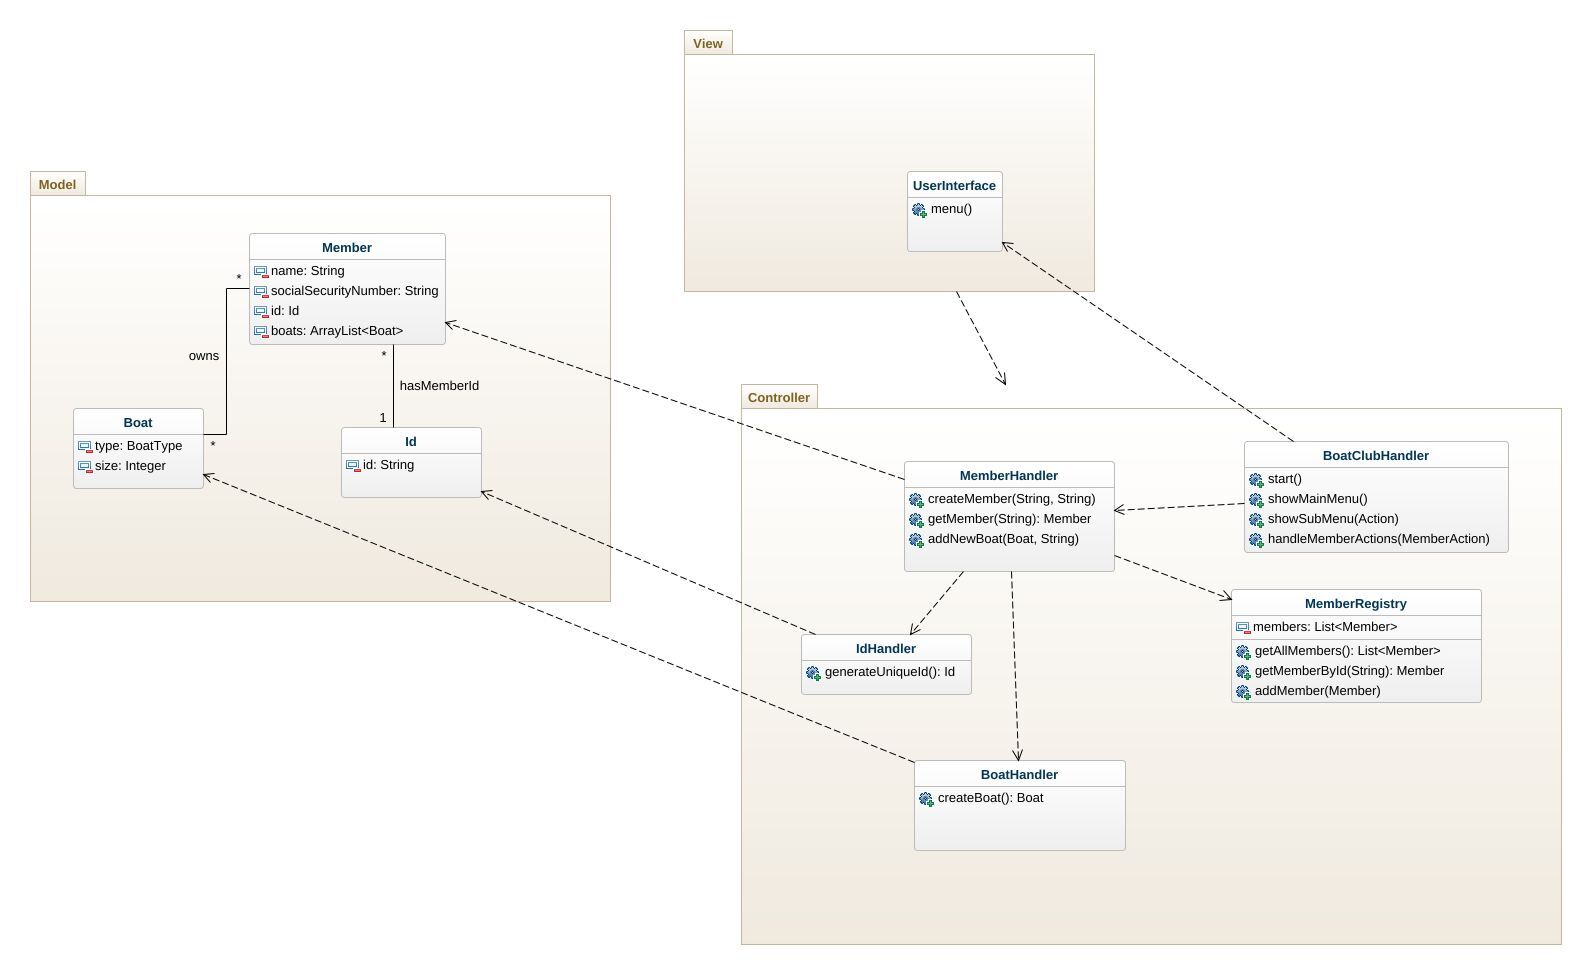 View
UserInterface
menu()
Model
Member
name: String
socialSecurityNumber: String
id: Id
boats: ArrayList<Boat>
*
owns
*
*
hasMemberId
1
Boat
type: BoatType
size: Integer
Id
id: String
Controller
MemberHandler
createMember(String, String)
getMember(String): Member
addNewBoat(Boat, String)
BoatClubHandler
start()
showMainMenu()
showSubMenu(Action)
handleMemberActions(MemberAction)
MemberRegistry
members: List<Member>
getAllMembers(): List<Member>
getMemberById(String): Member
addMember(Member)
IdHandler
generateUniqueId(): Id
BoatHandler
createBoat(): Boat